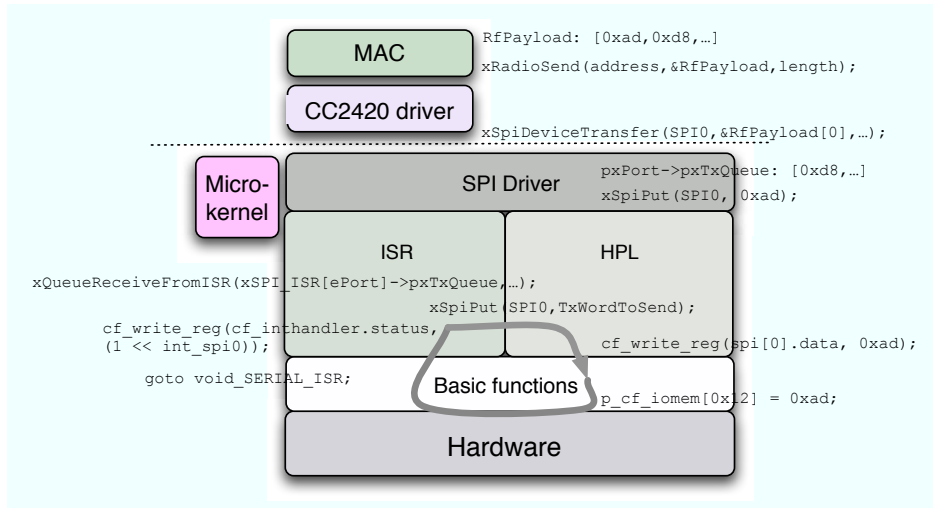 MAC
RfPayload: [0xad,0xd8,…]
xRadioSend(address,&RfPayload,length);
CC2420 driver
xSpiDeviceTransfer(SPI0,&RfPayload[0],…);
Micro-
kernel
SPI Driver
pxPort->pxTxQueue: [0xd8,…]
xSpiPut(SPI0, 0xad);
ISR
HPL
xQueueReceiveFromISR(xSPI_ISR[ePort]->pxTxQueue,…);
xSpiPut(SPI0,TxWordToSend);
cf_write_reg(cf_inthandler.status,
(1 << int_spi0));
cf_write_reg(spi[0].data, 0xad);
goto void_SERIAL_ISR;
Basic functions
p_cf_iomem[0x12] = 0xad;
Hardware